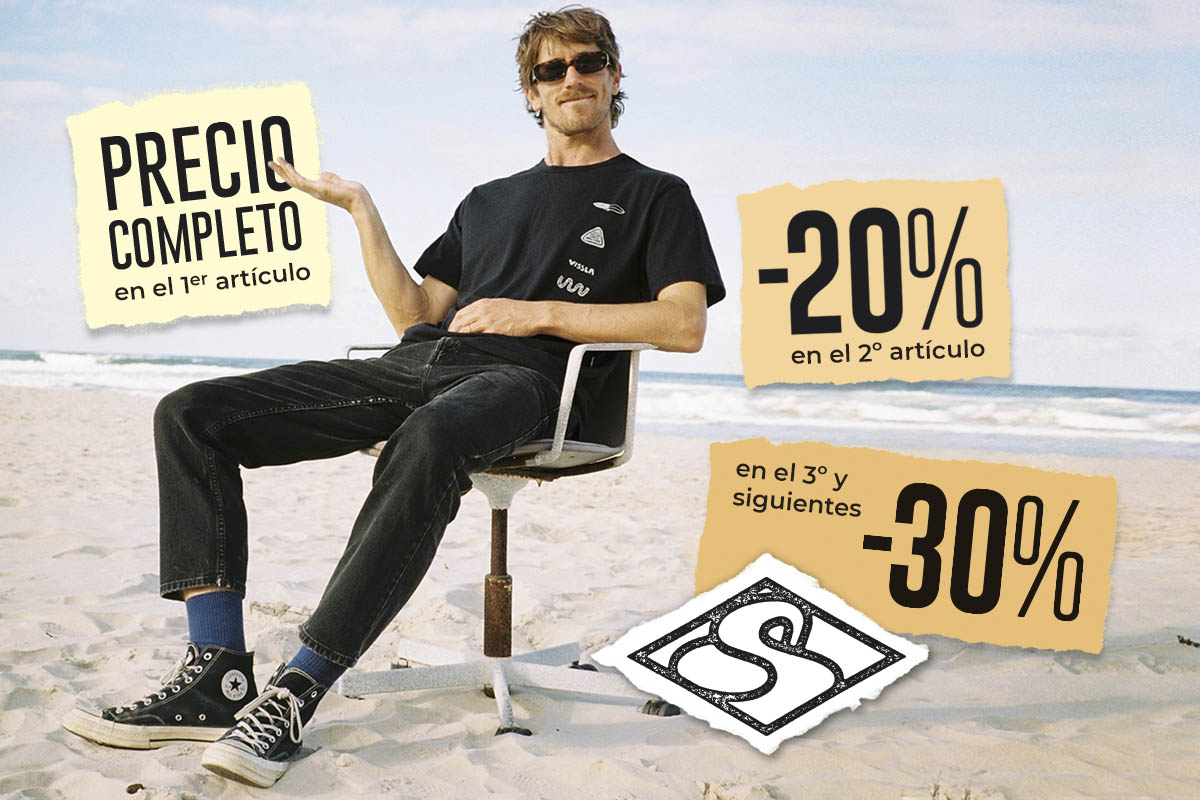 PRECIO
COMPLETO
en el 1er artículo
VISSLA
-20%
en el 2º artículo
en el 3º y
siguientes
-30%
S